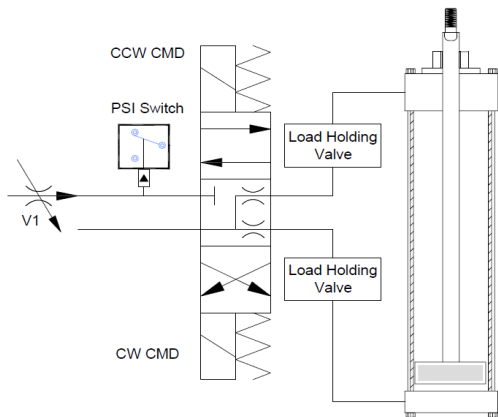 CCW CMD
PSI Switch
Load Holding
Valve
V1
Load Holding
Valve
CW CMD